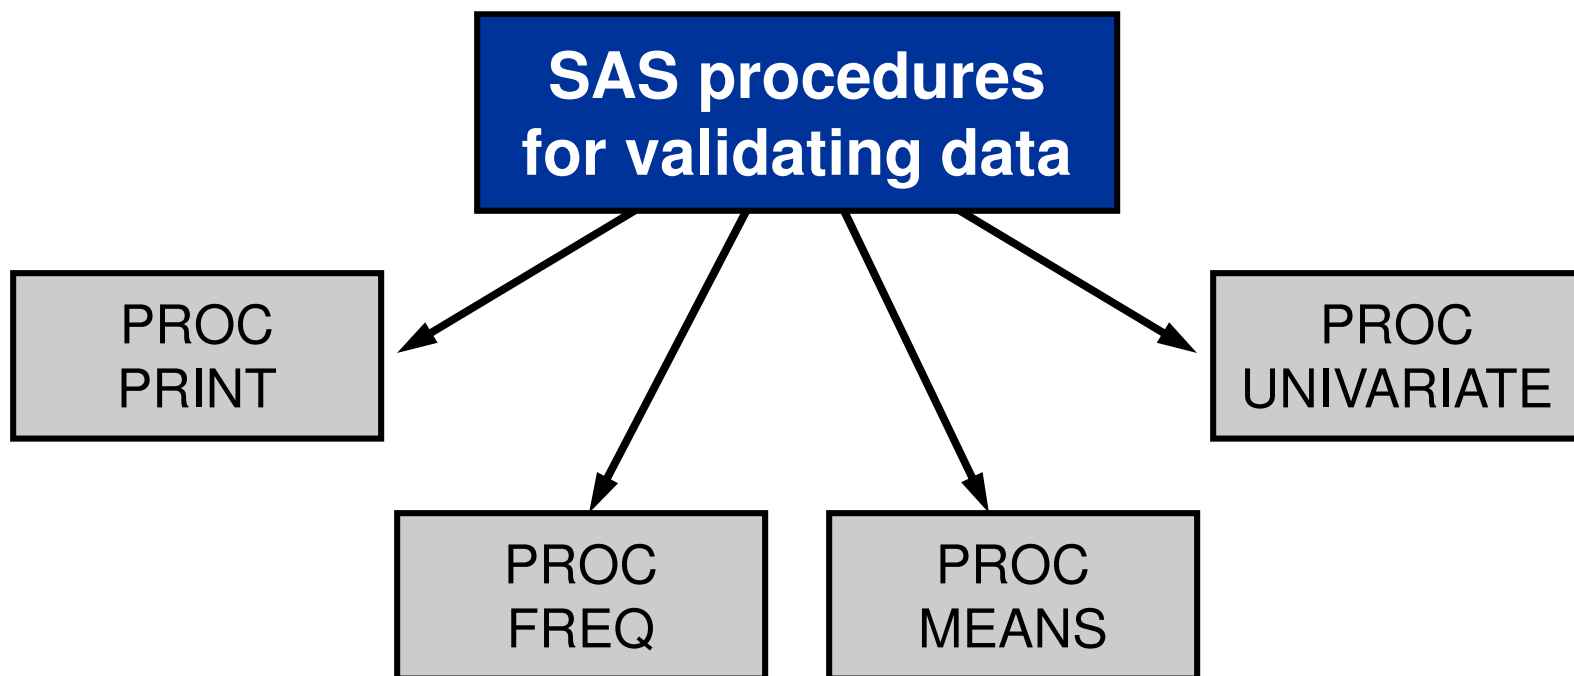 SAS procedures
for validating data
PROC
PRINT
PROC
UNIVARIATE
PROC
FREQ
PROC
MEANS